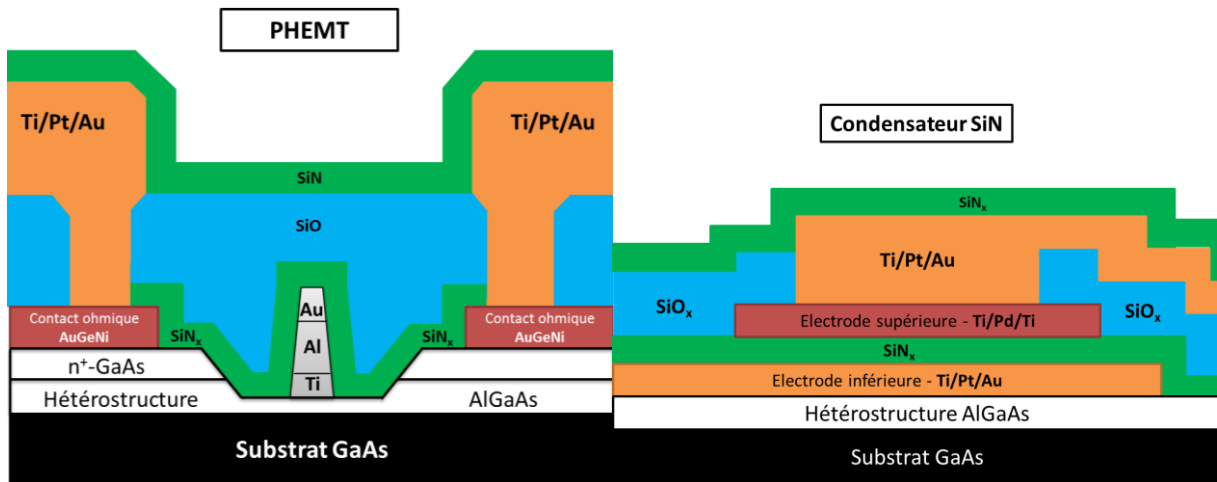 PHEMT
Ti/Pt/Au
Ti/Pt/Au
SiN
SiO
Au
Al
Ti
Contact ohmique
AuGeNi
SiNx
SiNx
Contact ohmique
AuGeNi
n+-GaAs
Hétérostructure
AlGaAs
Substrat GaAs
Condensateur SiN
SiNx
Ti/Pt/Au
SiOx
SiOx
Electrode supérieure - Ti/Pd/Ti
SiNx
Electrode inférieure - Ti/Pt/Au
Hétérostructure AlGaAs
Substrat GaAs